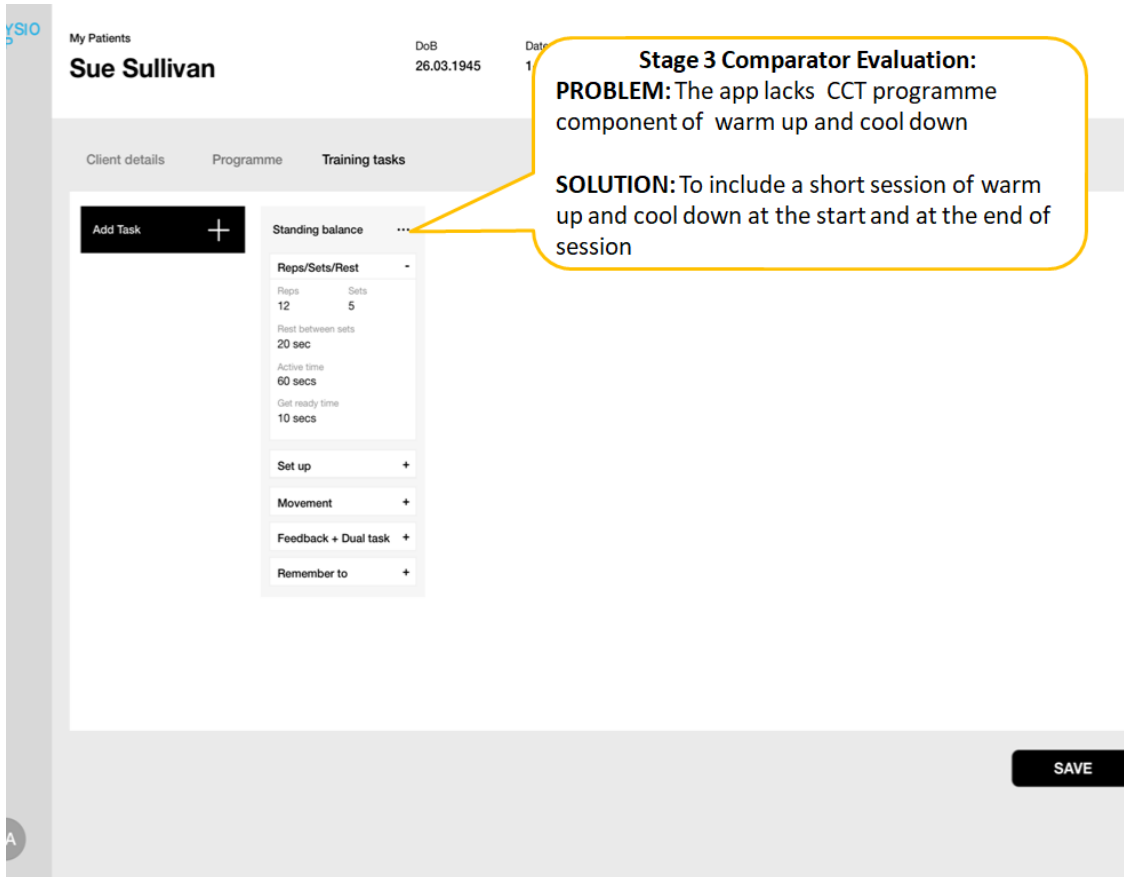 YSIO
P
My Patients
Sue Sullivan
DoB
26.03.1945
Date
1
Stage 3 Comparator Evaluation:
PROBLEM: The app lacks CCT programme
component of warm up and cool down
SOLUTION: To include a short session of warm
up and cool down at the start and at the end of
session
Client details
Programme
Training tasks
Add Task
Standing balance
Reps/Sets/Rest
-
Reps
Sets
12
5
Rest between sets
20 sec
Active time
60 secs
Get ready time
10 secs
Set up +
Movement +
Feedback + Dual task +
Remember to +
SAVE
A